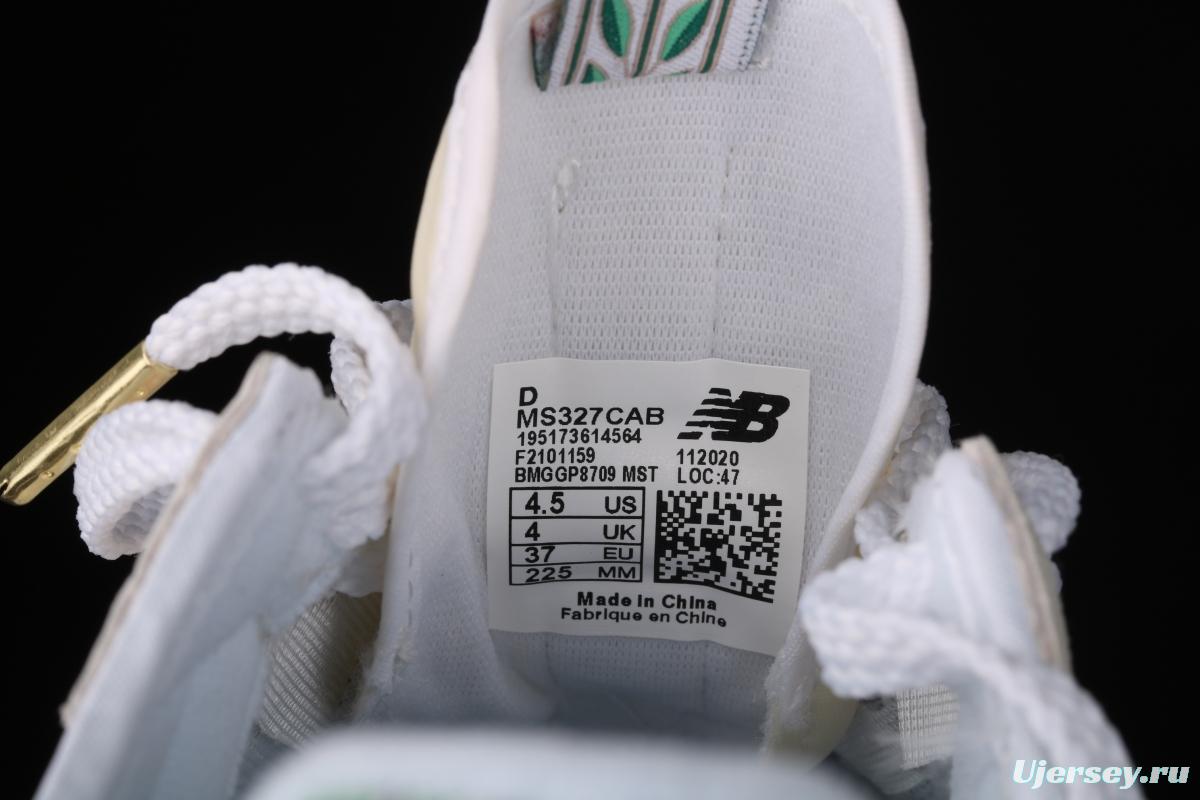 D
MS327CAB
195173614564
F2101159
BMGGP8709 MST
NB
112020
LOC:47
4.5 US
4 UK
37 EU
225 MM
Made in China
Fabrique en Chine
Ujersey.ru